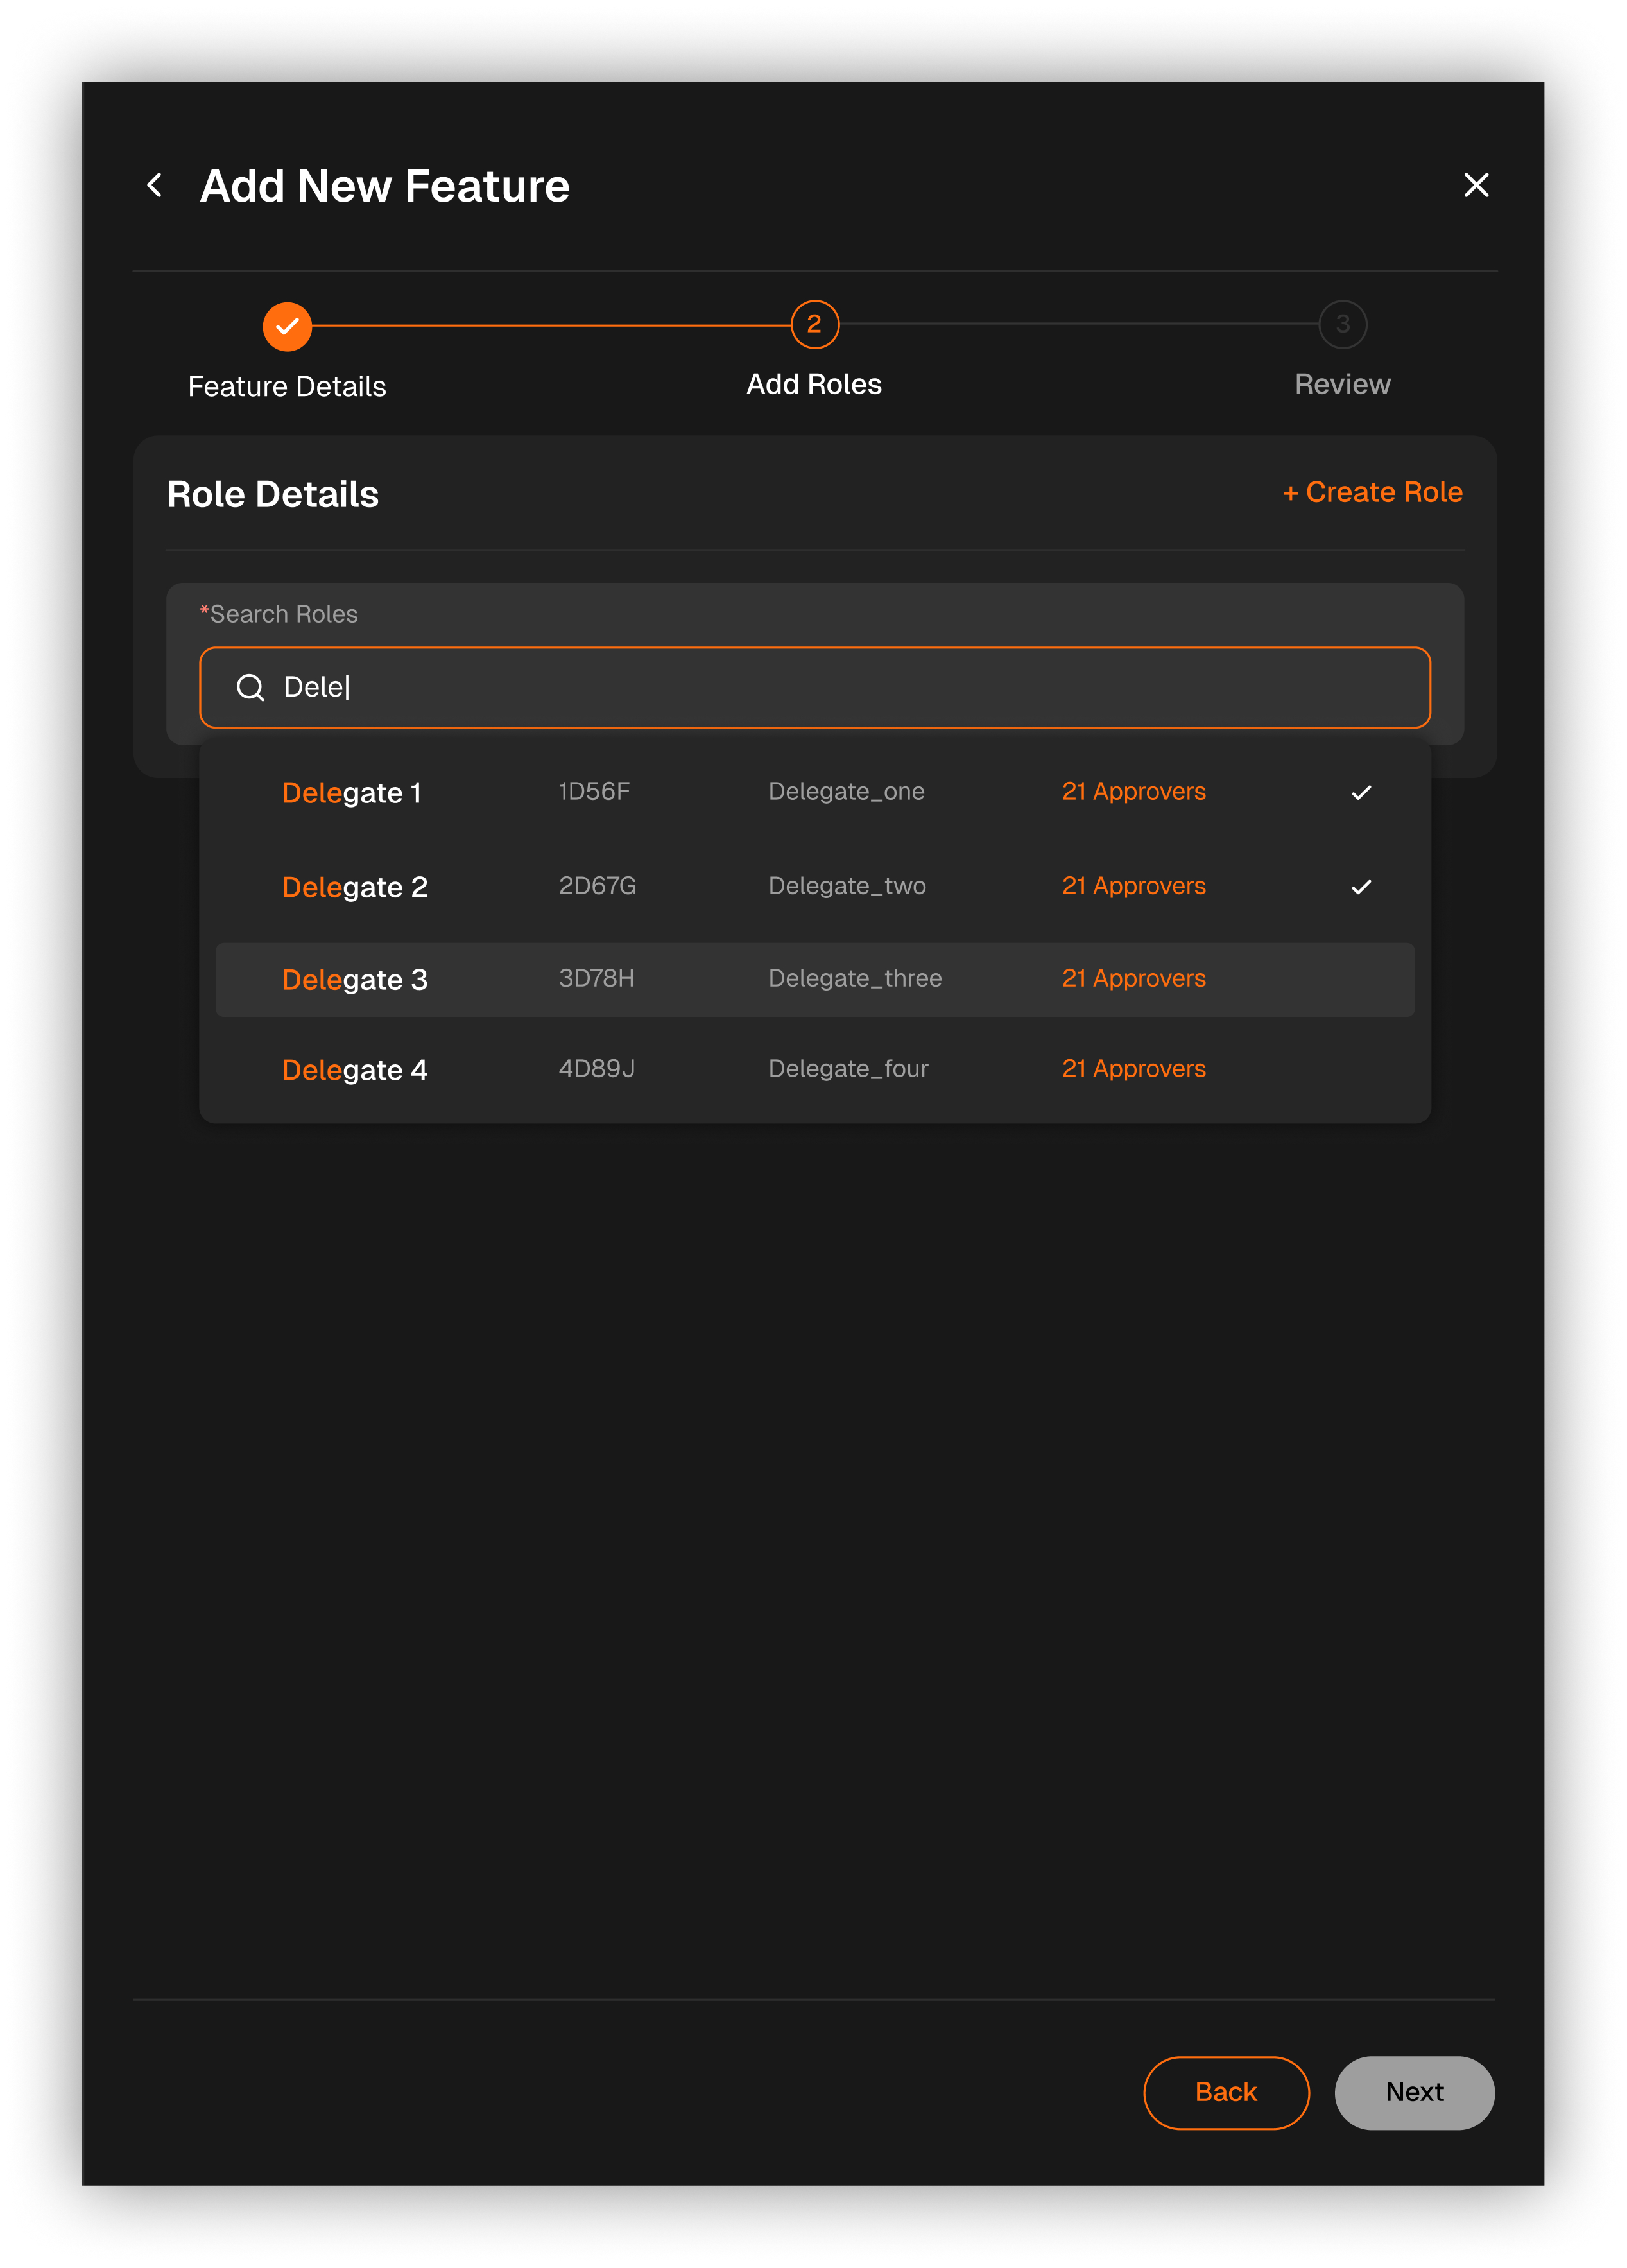 Add New Feature
2
3
Feature Details
Add Roles
Review
Role Details
+ Create Role
*Search Roles
Dele
Delegate 1 1D56F Delegate_one 21 Approvers
Delegate 2 2D67G Delegate_two 21 Approvers
Delegate 3 3D78H Delegate_three 21 Approvers
Delegate 4 4D89J Delegate_four 21 Approvers
Back
Next